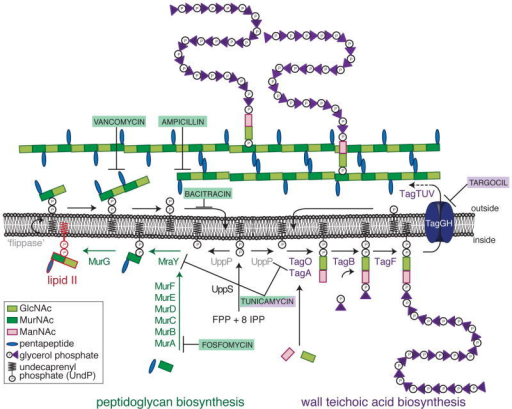 VANCOMYCIN AMPICILLIN
BACITRACIN
TARGOCIL
TagTUV
TagGH
outside
inside
'flippase'
lipid II
MurG
MraY
UppP
UppP
UppS
TagO
TagA
TagB
TagF
TUNICAMYCIN
FPP + 8 IPP
MurF
MurE
MurD
MurC
MurB
MurA
FOSFOMYCIN
GlcNAc
MurNAc
ManNAc
pentapeptide
glycerol phosphate
undecaprenyl
phosphate (UndP)
peptidoglycan biosynthesis
wall teichoic acid biosynthesis